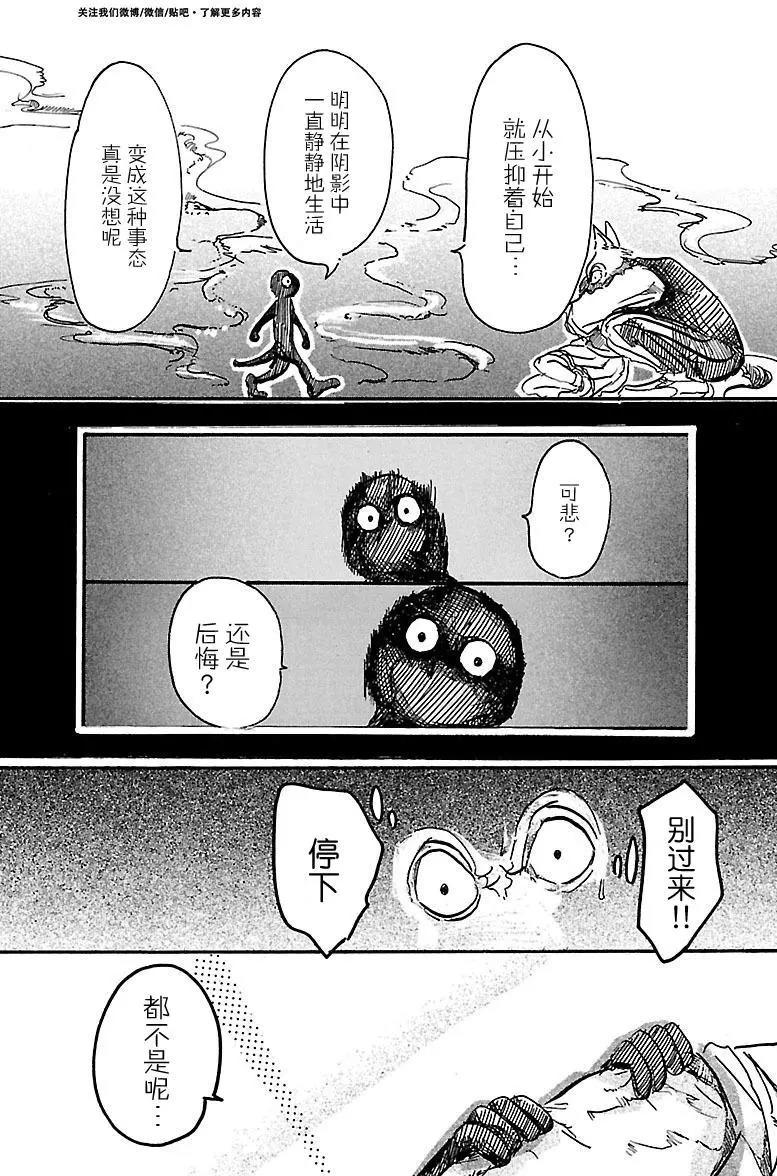 关注我们微博/微信/贴吧·了解更多内容
从小开始
就压抑着自己…
明明在阴影中
一直静静地生活
变成这种事态
真是没想呢
可悲？
还是
后悔？
别过来!!
停下
都不是呢…